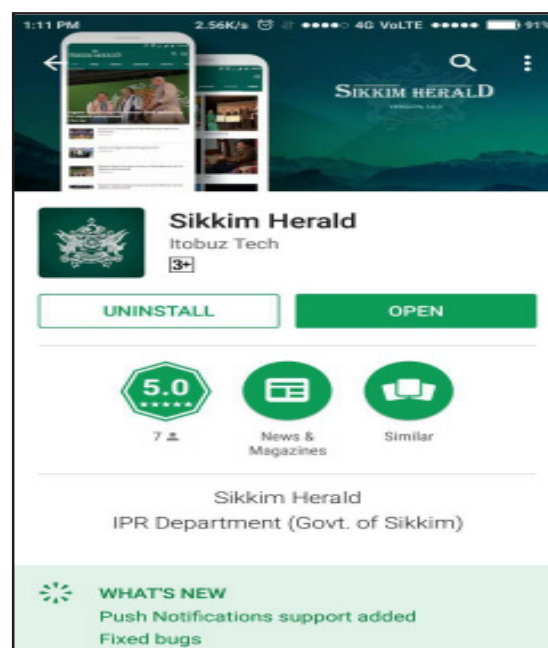 1:11 PM 2.56K/s 4G VoLTE 91%
SIKKIM HERALD
Sikkim Herald
Itobuz Tech
3+
UNINSTALL OPEN
5.0
7 News & Magazines Similar
Sikkim Herald
IPR Department (Govt. of Sikkim)
WHAT'S NEW
Push Notifications support added
Fixed bugs